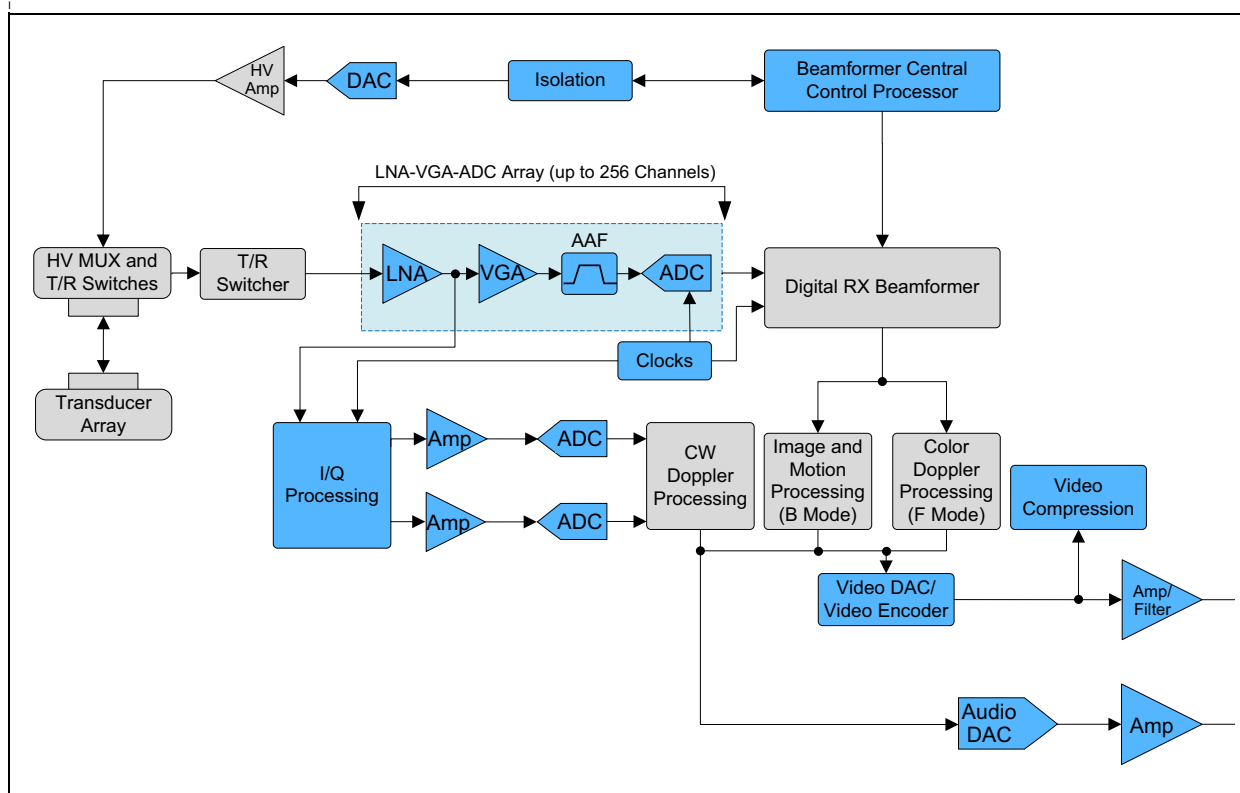 HV
Amp
DAC
Isolation
Beamformer Central
Control Processor
LNA-VGA-ADC Array (up to 256 Channels)
HV MUX and
T/R Switches
T/R
Switcher
LNA
VGA
AAF
ADC
Digital RX Beamformer
Clocks
Transducer
Array
I/Q
Processing
Amp
ADC
Amp
ADC
CW
Doppler
Processing
Image and
Motion
Processing
(B Mode)
Color
Doppler
Processing
(F Mode)
Video
Compression
Video DAC/
Video Encoder
Amp/
Filter
Audio
DAC
Amp